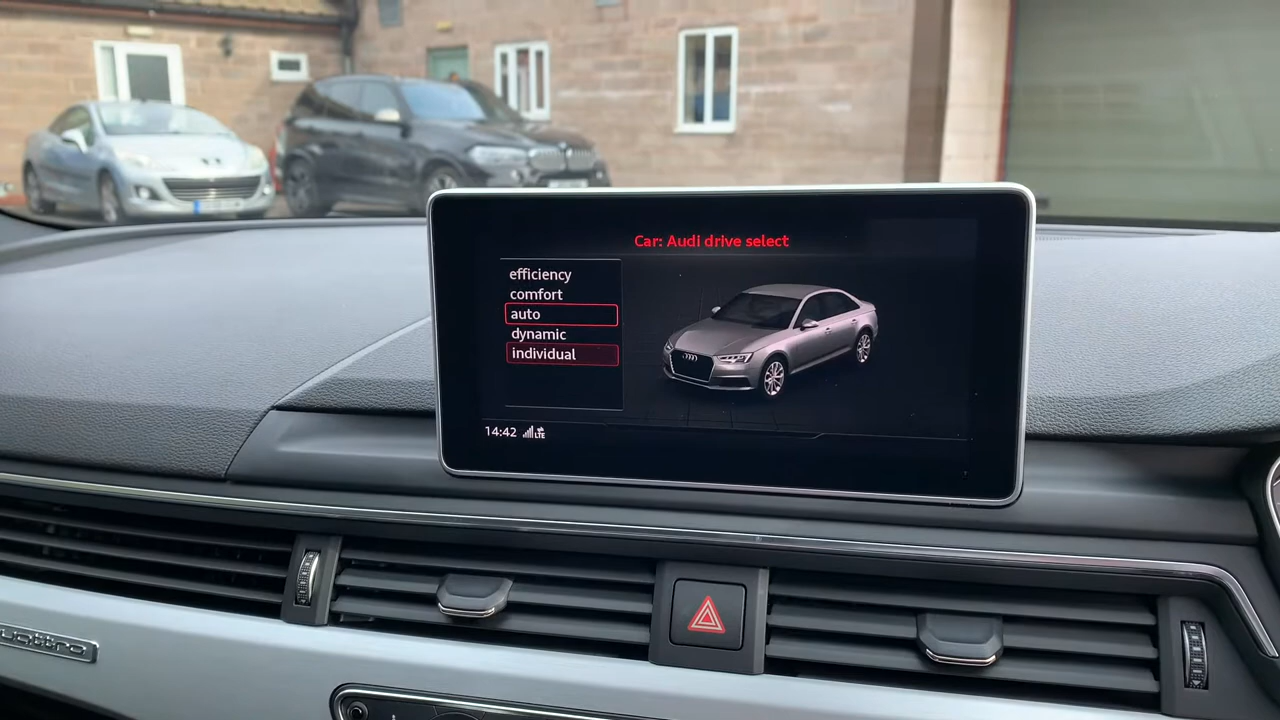 Car: Audi drive select
efficiency
comfort
auto
dynamic
individual
14:42 LTE
quattro